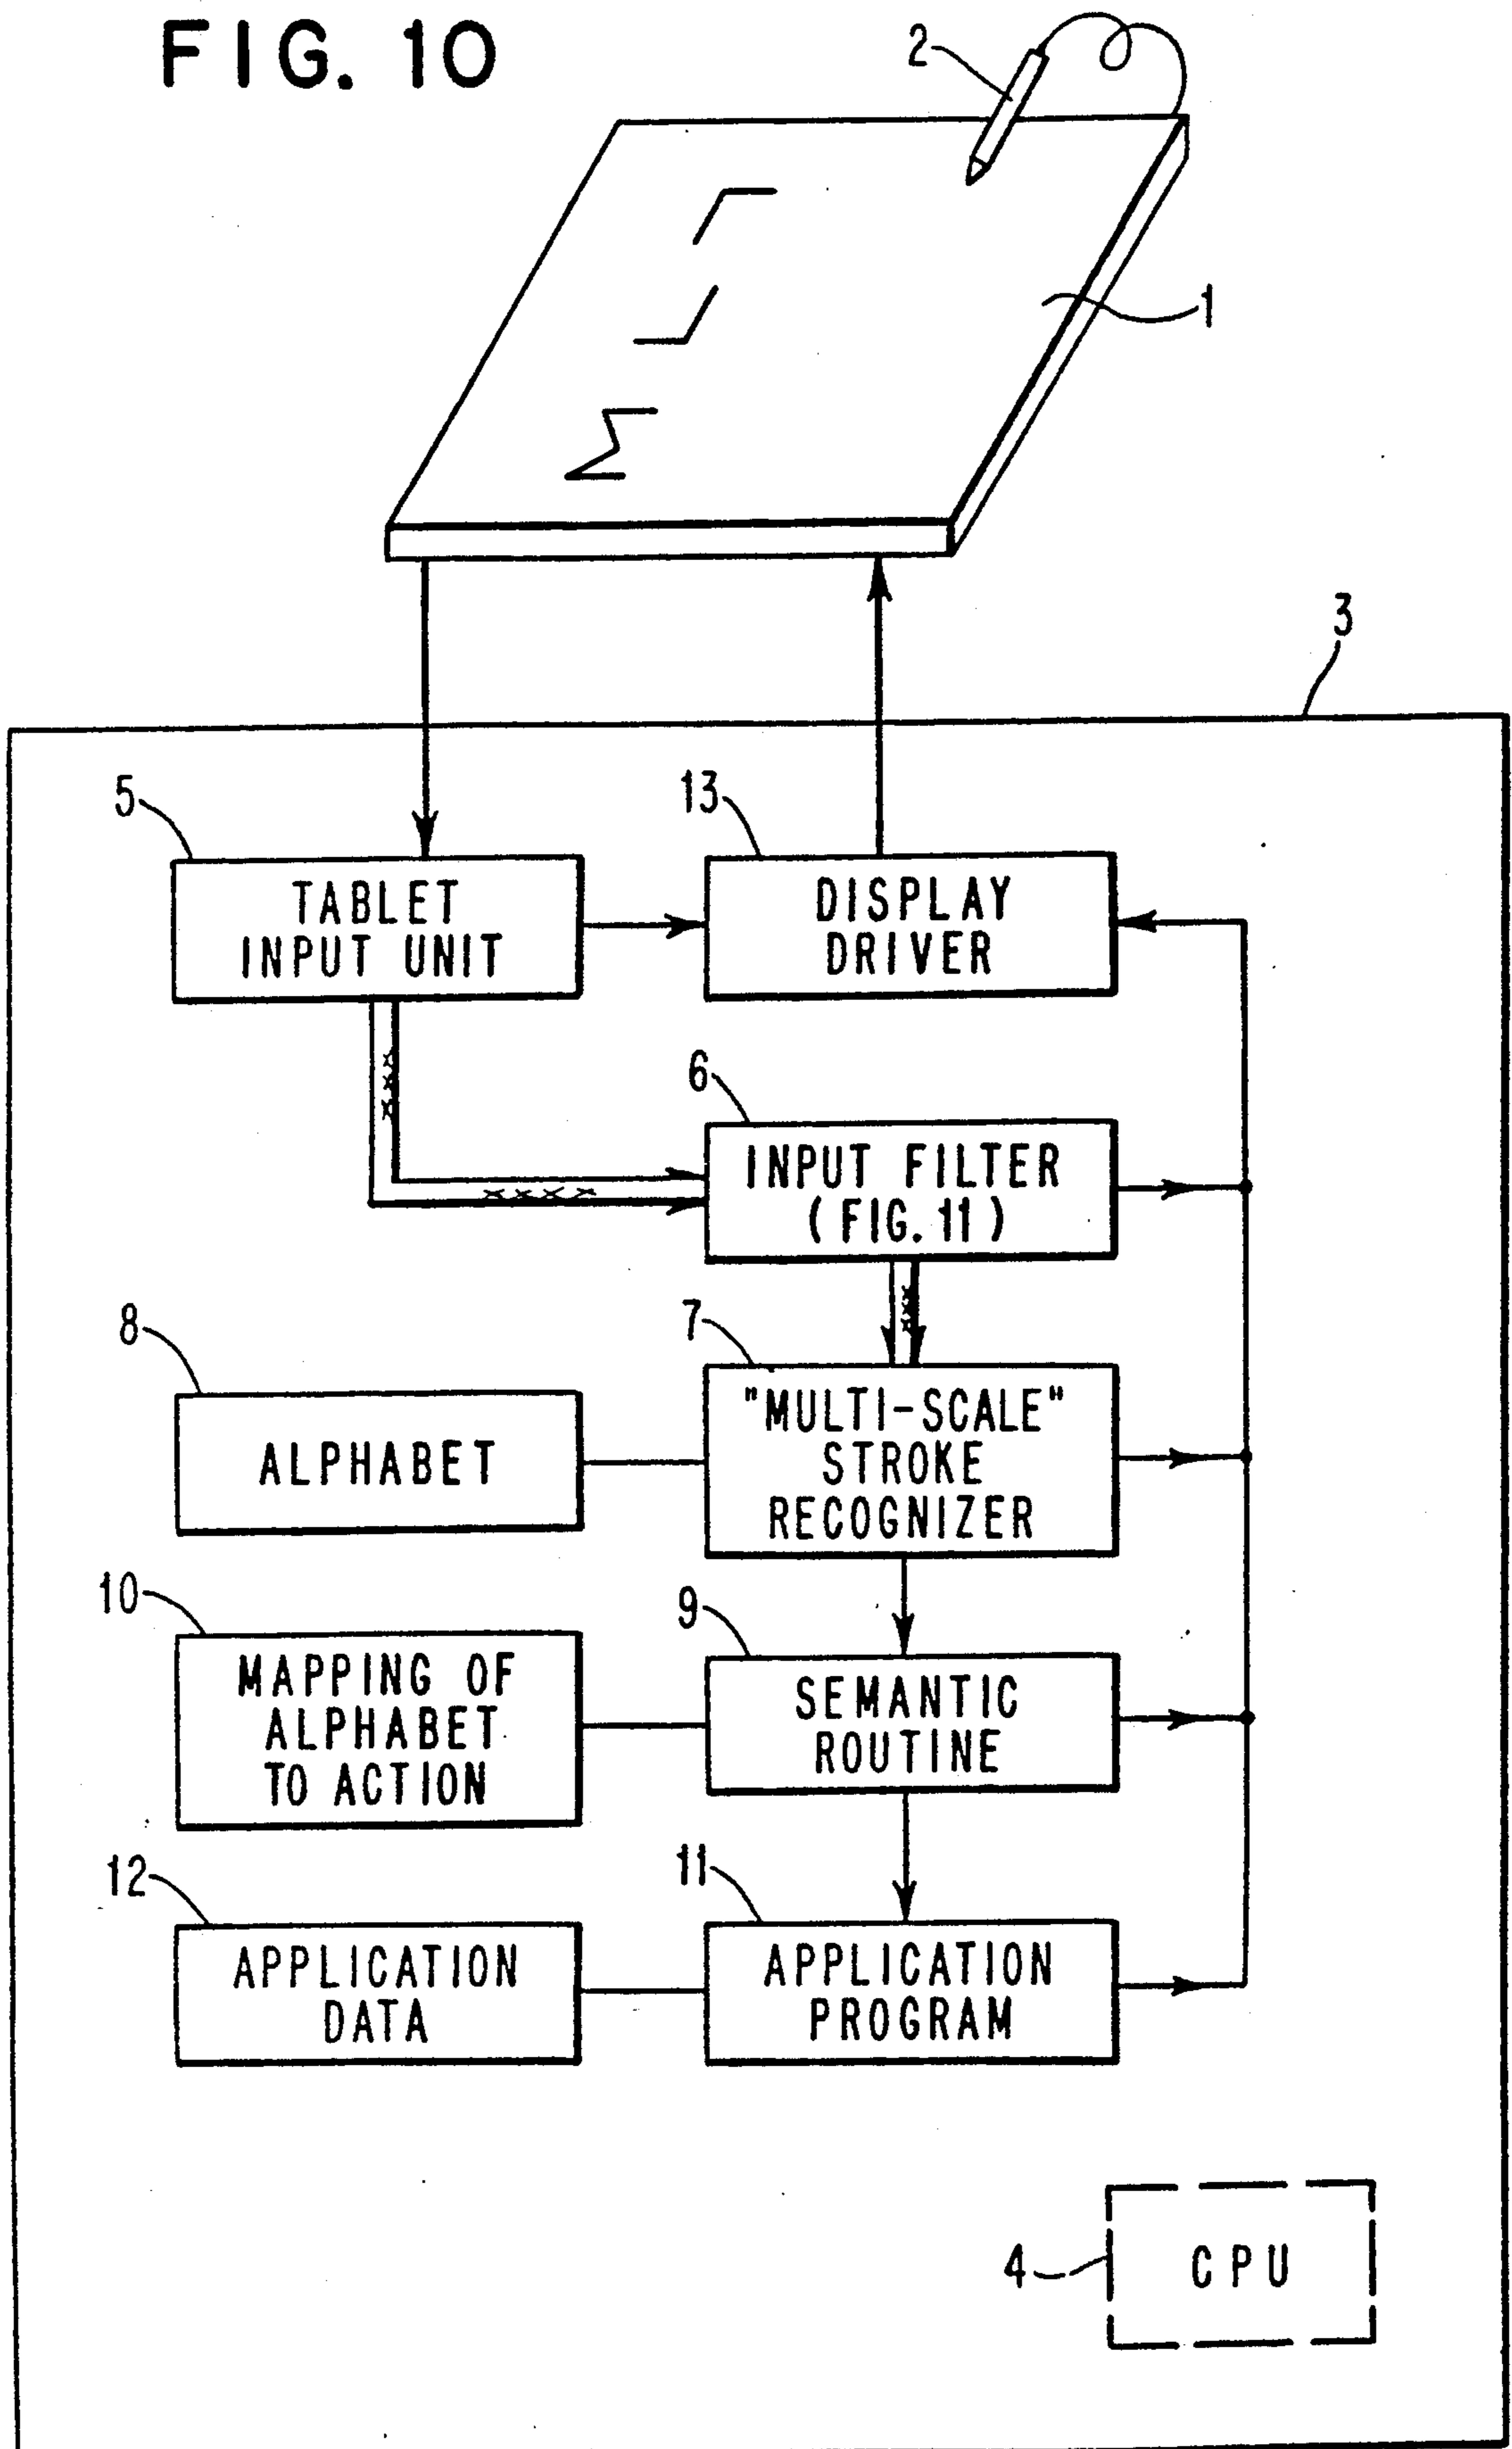 FIG. 10
2
1
3
5
13
TABLET
INPUT UNIT
DISPLAY
DRIVER
6
INPUT FILTER
(FIG. 11)
8
7
ALPHABET
"MULTI-SCALE"
STROKE
RECOGNIZER
10
9
MAPPING OF
ALPHABET
TO ACTION
SEMANTIC
ROUTINE
12
11
APPLICATION
DATA
APPLICATION
PROGRAM
4
CPU